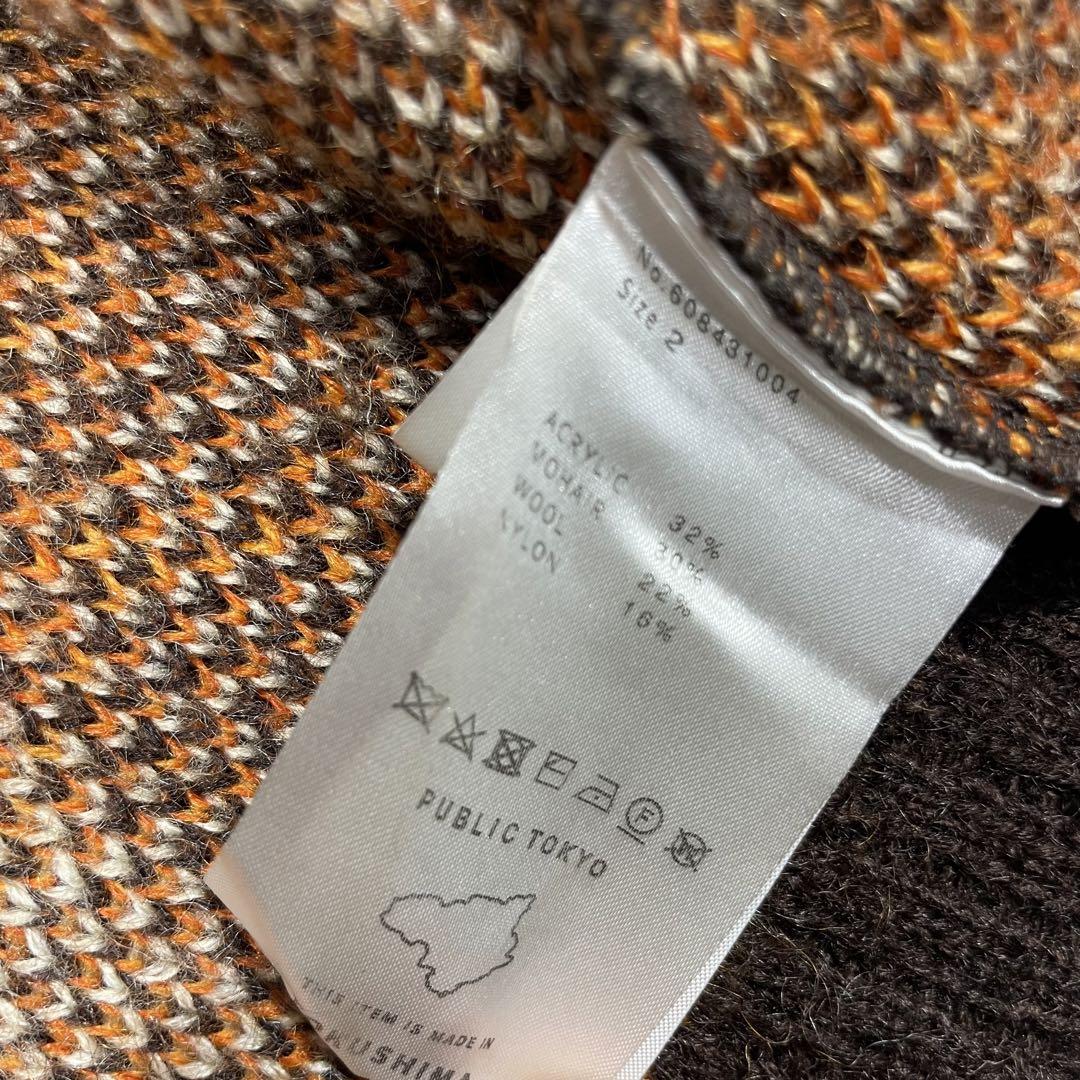 No.608431004
Size 2
ACRYLIC 32%
MOHAIR 30%
WOOL 22%
NYLON 16%
F
W
PUBLIC TOKYO
THIS ITEM IS MADE IN